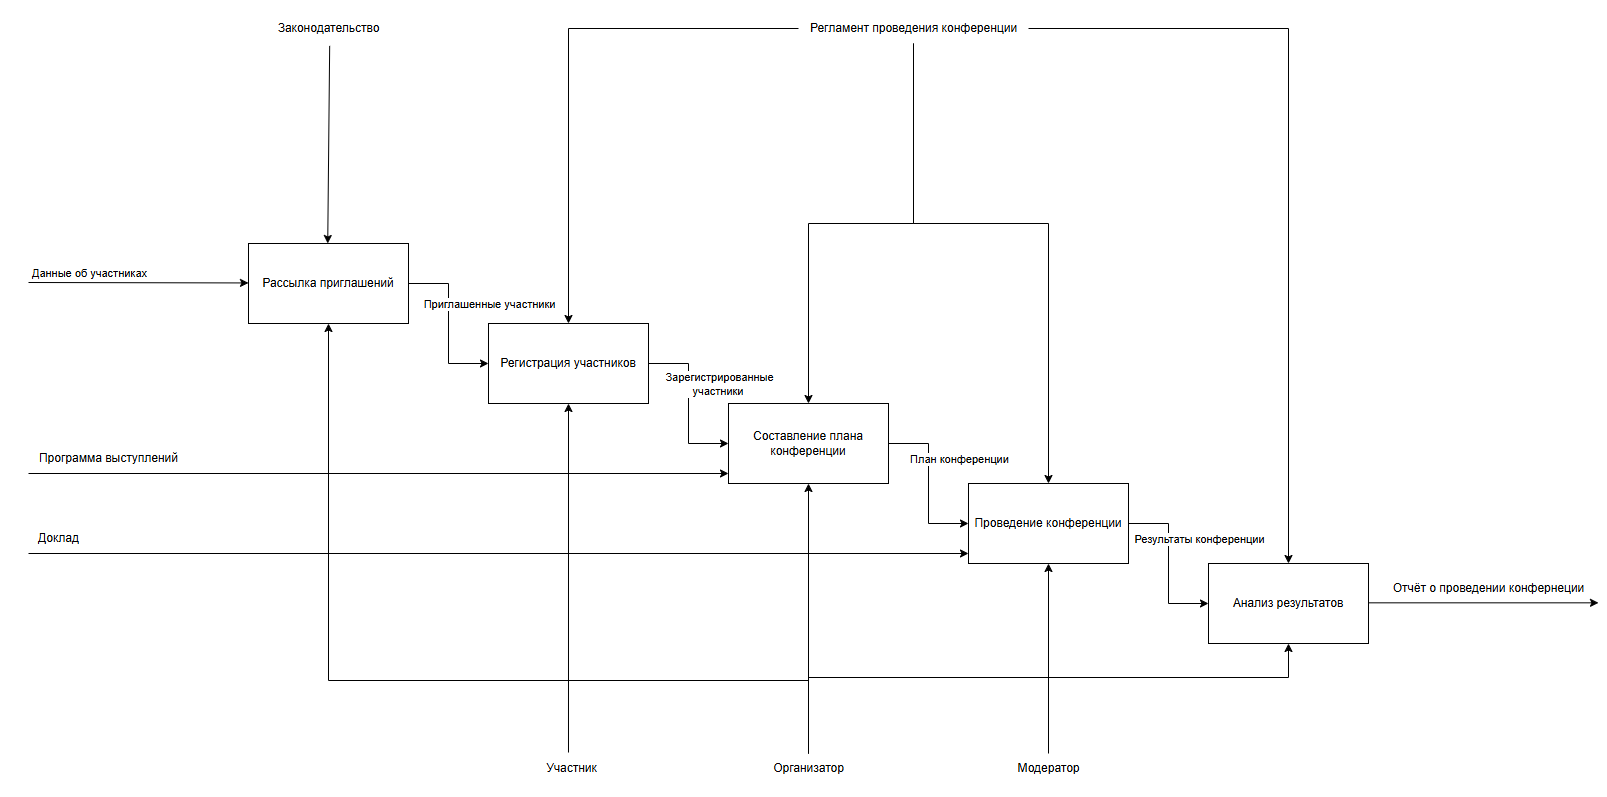 Законодательство
Регламент проведения конференции
Данные об участниках
Рассылка приглашений
Приглашенные участники
Регистрация участников
Зарегистрированные
участники
Составление плана
конференции
Программа выступлений
План конференции
Проведение конференции
Доклад
Результаты конференции
Анализ результатов
Отчёт о проведении конфернеции
Участник
Организатор
Модератор